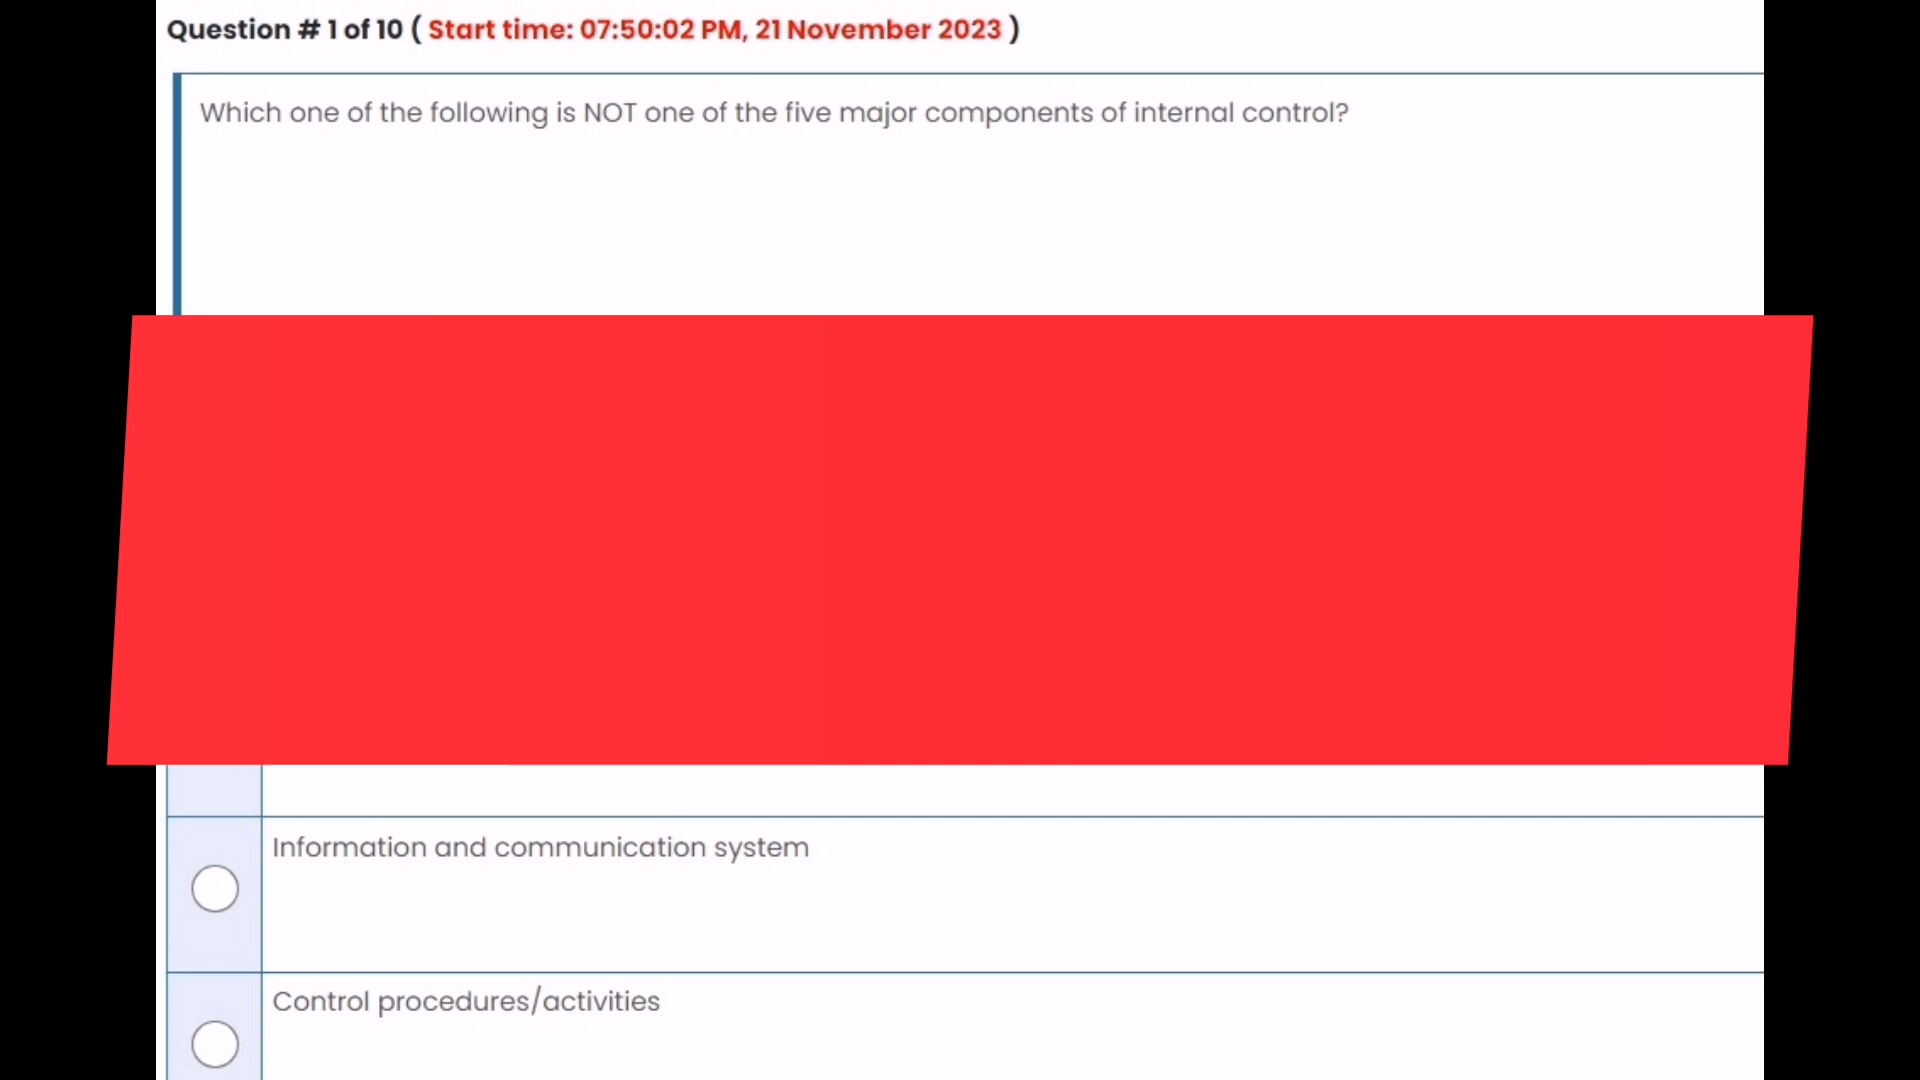 Question # 1 of 10 ( Start time: 07:50:02 PM, 21 November 2023 )
Which one of the following is NOT one of the five major components of internal control?
Information and communication system
Control procedures/activities